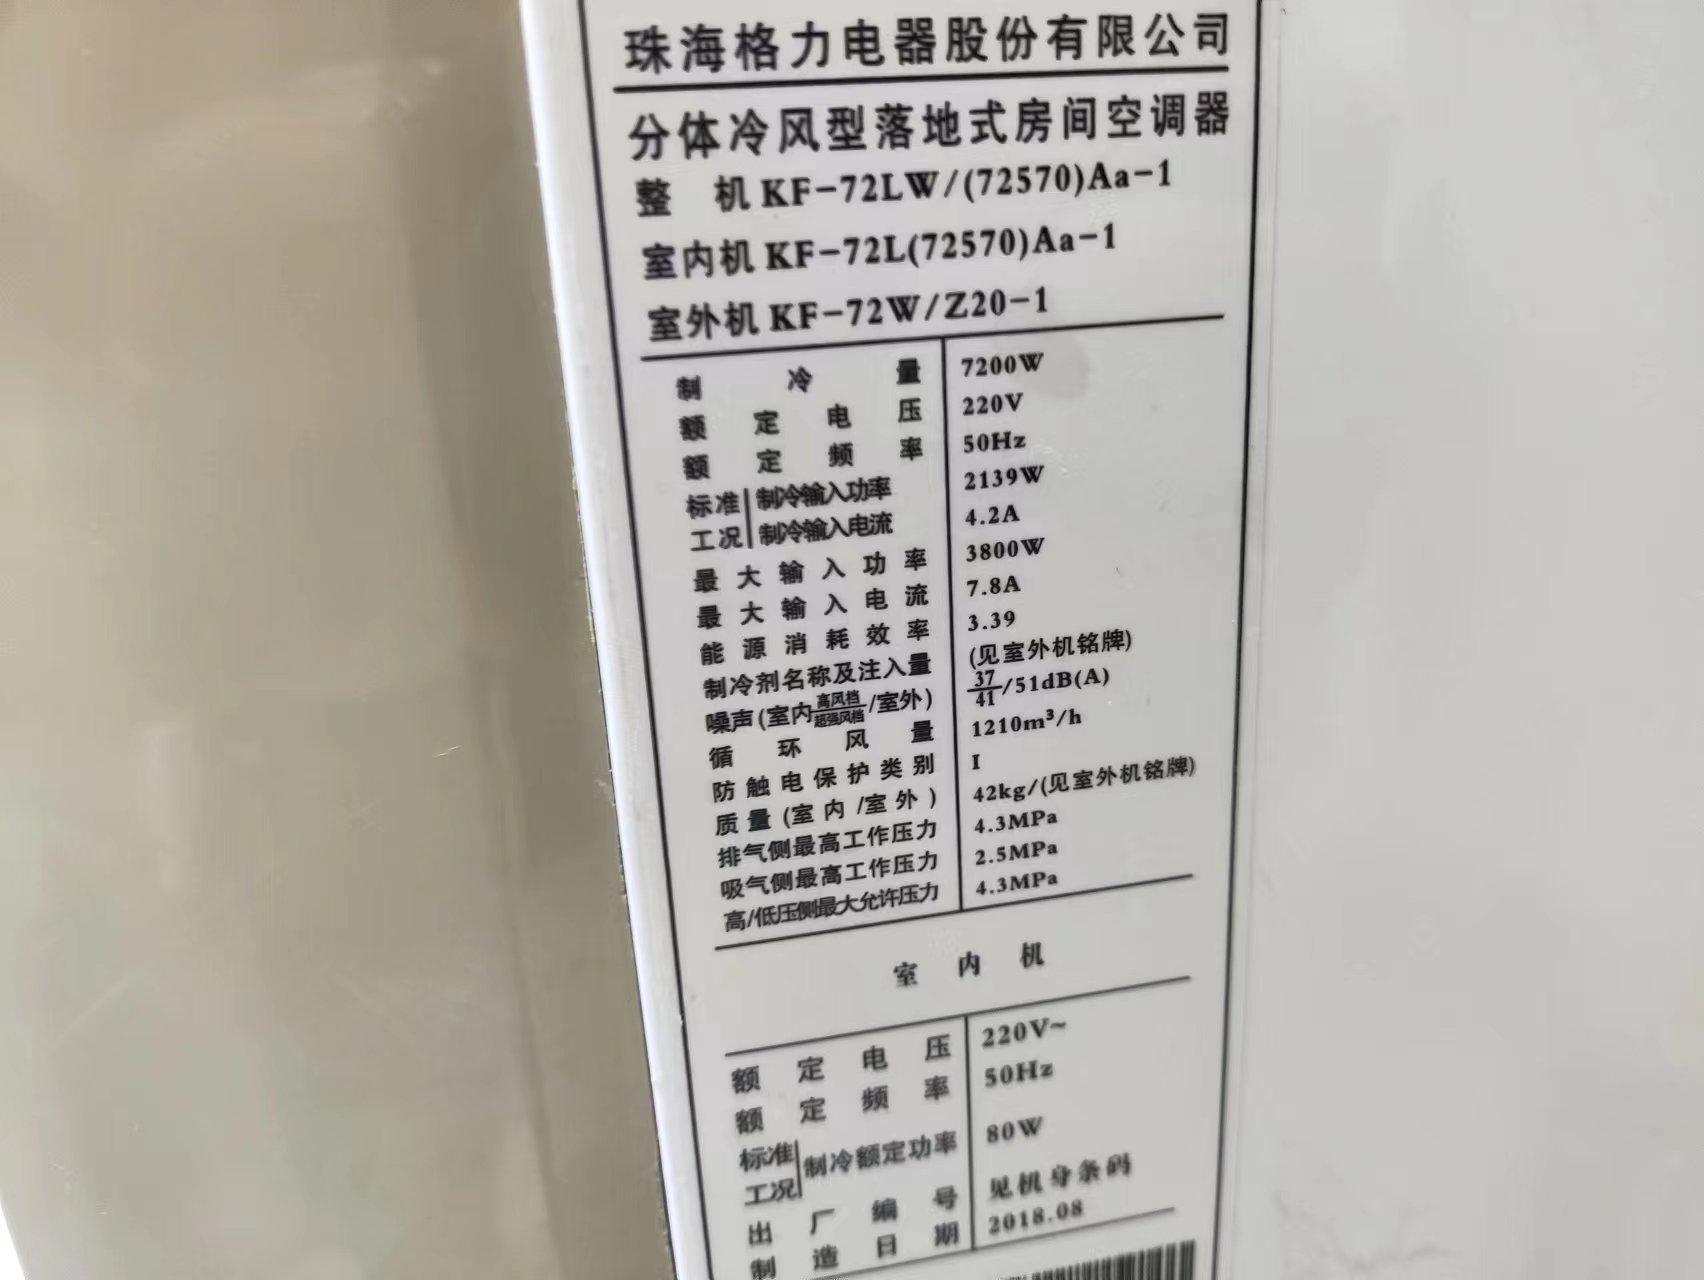 珠海格力电器股份有限公司
分体冷风型落地式房间空调器
整 机 KF-72LW/(72570)Aa-1
室内机 KF-72L(72570)Aa-1
室外机 KF-72W/Z20-1
制冷量 7200W
额定电压 220V
额定频率 50Hz
标准工况 制冷输入功率 2139W
制冷输入电流 4.2A
最大输入功率 3800W
最大输入电流 7.8A
能源消耗效率 3.39
制冷剂名称及注入量 (见室外机铭牌)
噪声(室内高风档/超强风档/室外) 37/41/51dB(A)
循环风量 1210m³/h
防触电保护类别 I
质量(室内/室外) 42kg/(见室外机铭牌)
排气侧最高工作压力 4.3MPa
吸气侧最高工作压力 2.5MPa
高/低压侧最大允许压力 4.3MPa
室内机
额定电压 220V~
额定频率 50Hz
标准工况 制冷额定功率 80W
出厂编号 见机身条码
制造日期 2018.08